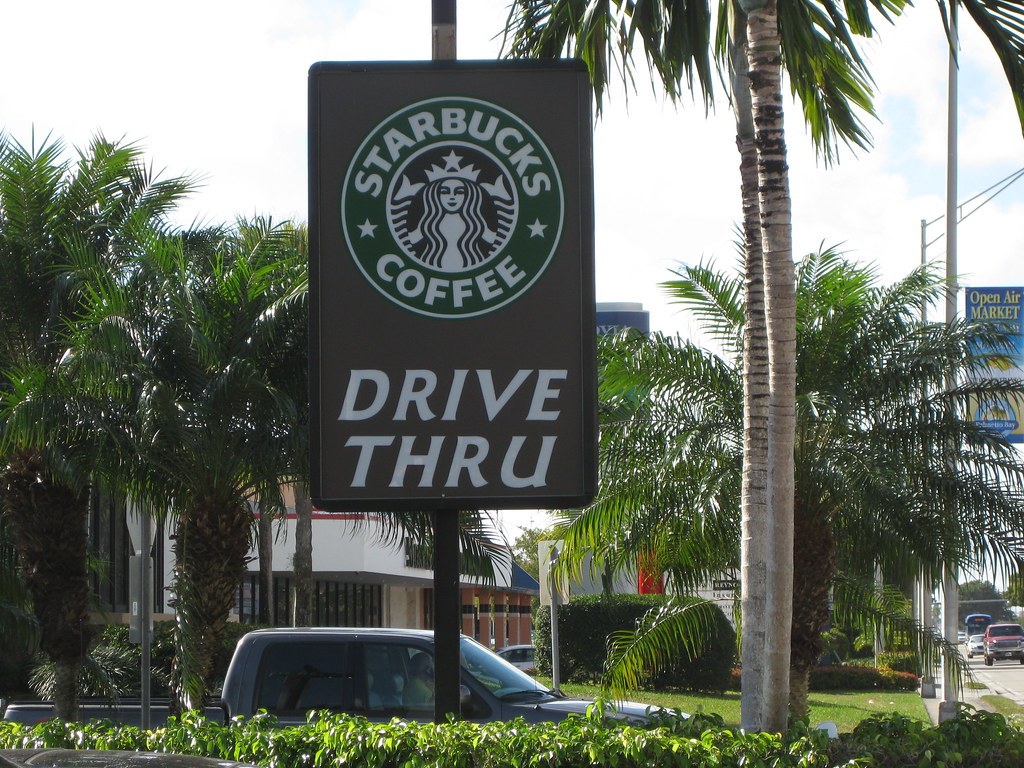 STARBUCKS
COFFEE
DRIVE
THRU
Open Air
MARKET